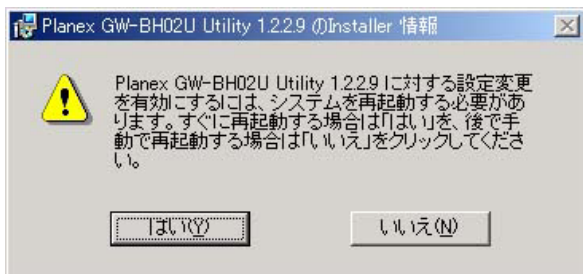 Planex GW-BH02U Utility 1.2.2.9 のInstaller 情報
Planex GW-BH02U Utility 1.2.2.9 に対する設定変更
を有効にするには、システムを再起動する必要があ
ります。すぐに再起動する場合は「はい」を、後で手
動で再起動する場合は「いいえ」をクリックしてくださ
い。
はい(Y)
いいえ(N)